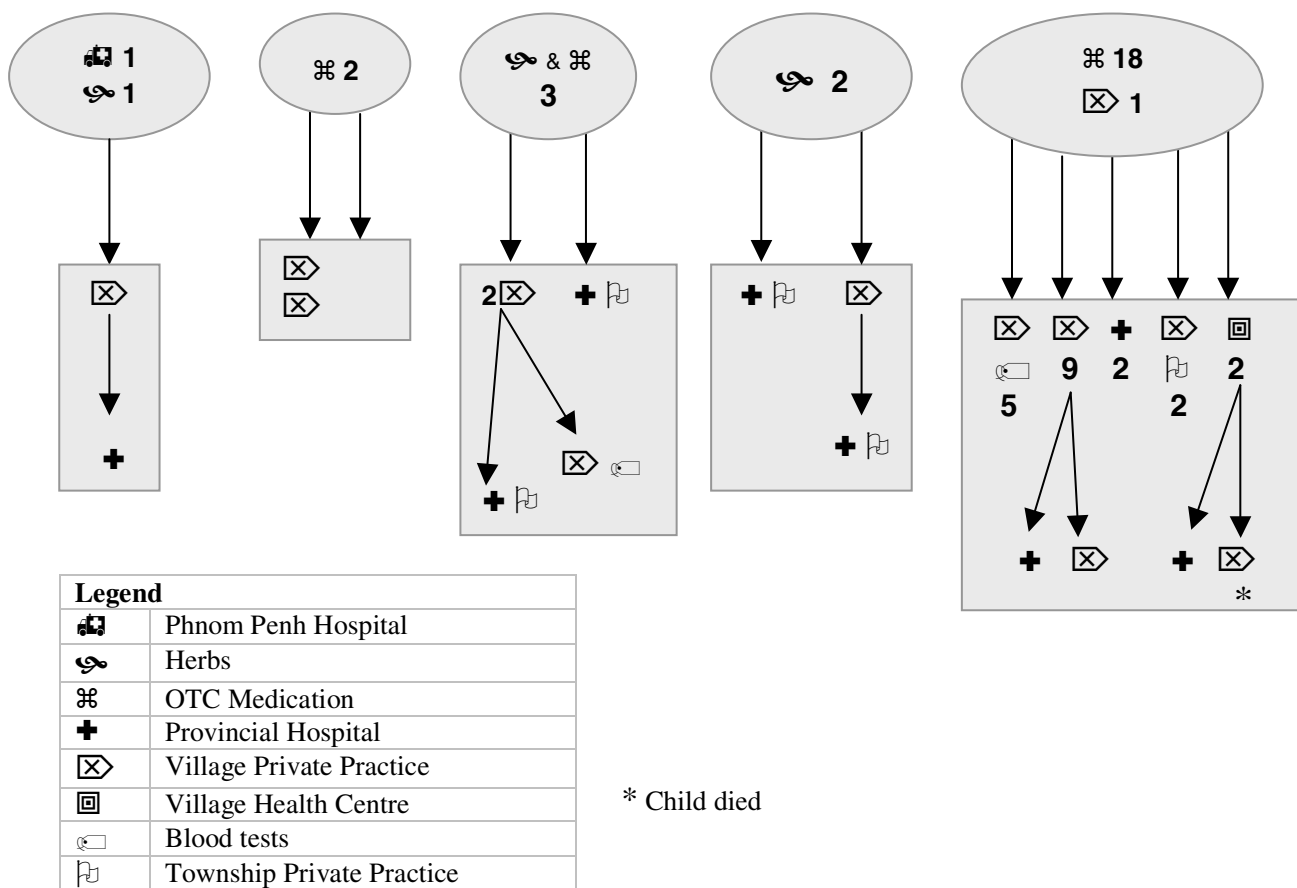 1
1
⌘ 2
& ⌘
3
2
⌘ 18
1
2
5
9
2
2
2
*
Legend
Phnom Penh Hospital
Herbs
⌘ OTC Medication
✚ Provincial Hospital
Village Private Practice
Village Health Centre
Blood tests
Township Private Practice
* Child died